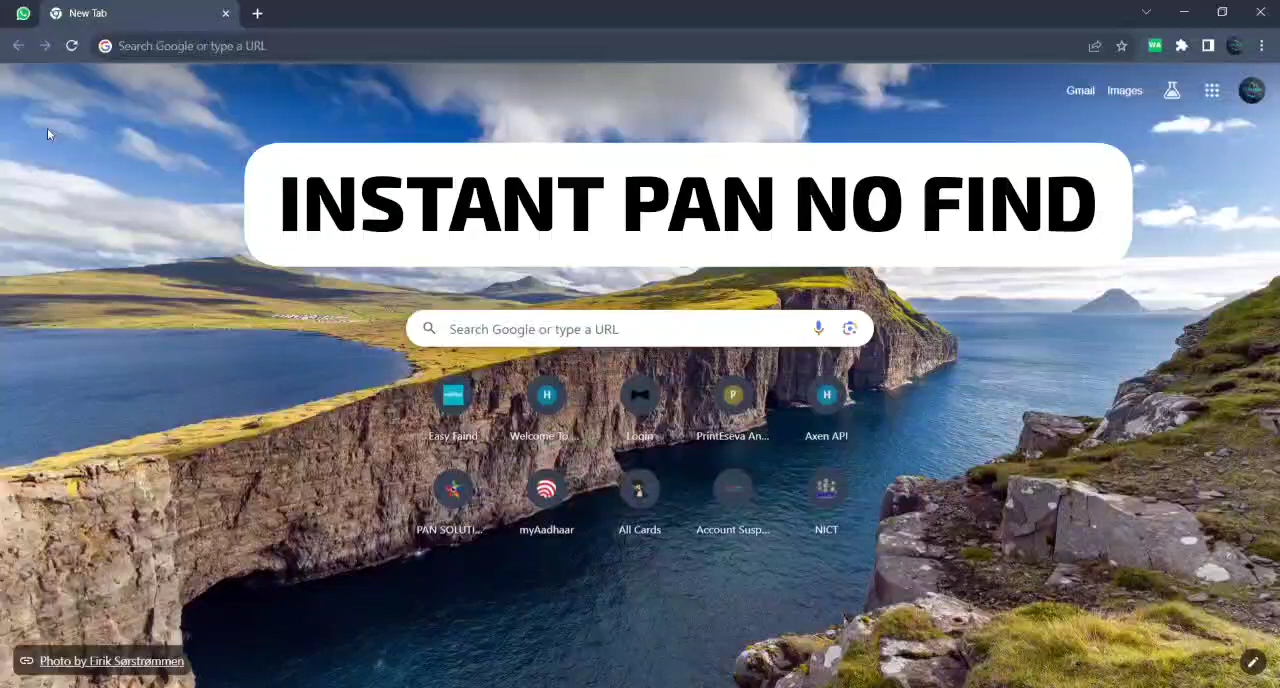 New Tab
Search Google or type a URL
WA
Gmail Images
INSTANT PAN NO FIND
Search Google or type a URL
H P H
Easy Faind Welcome To ... Login PrintEseva An... Axen API
PAN SOLUTI... myAadhaar All Cards Account Susp... NICT
Photo by Eirik Sørstrømmen